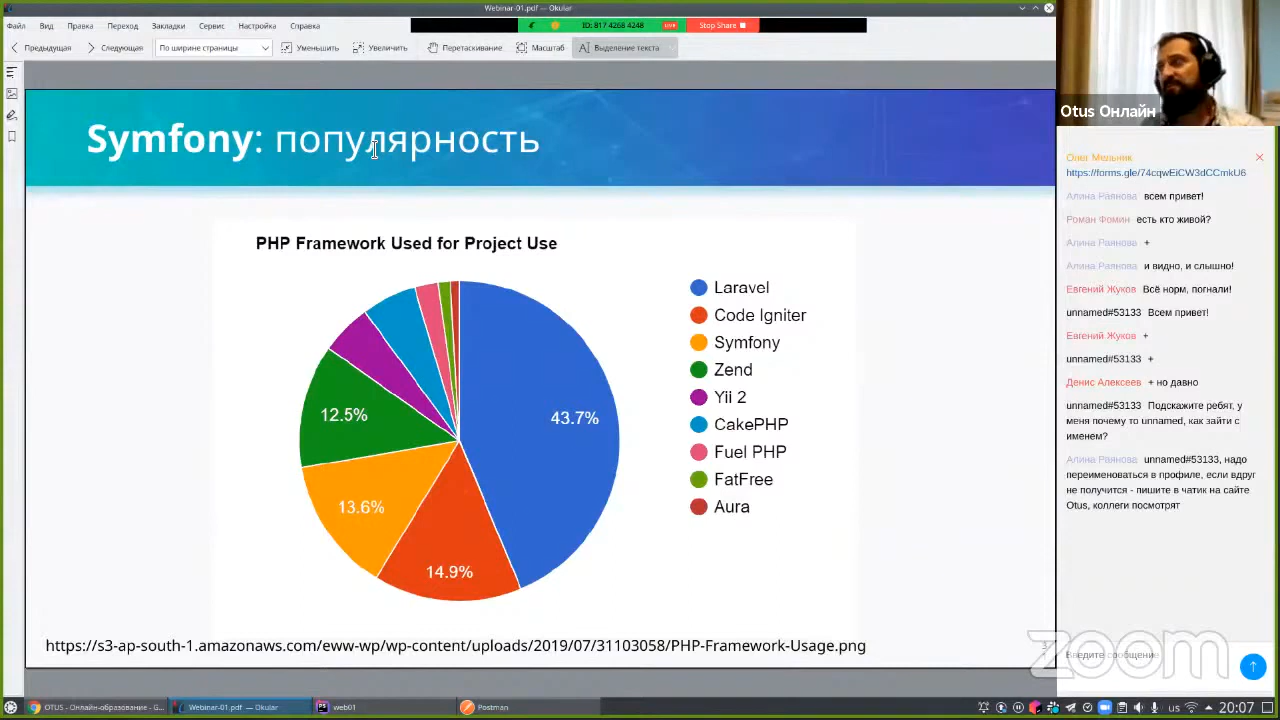 Webinar-01.pdf — Okular
Файл Вид Правка Переход Закладки Сервис Настройка Справка
ID: 817 4268 4248 LIVE Stop Share
Предыдущая Следующая По ширине страницы Уменьшить Увеличить Перетаскивание Масштаб Выделение текста
Symfony: популярность
PHP Framework Used for Project Use
Laravel
Code Igniter
Symfony
Zend
Yii 2
CakePHP
Fuel PHP
FatFree
Aura
43.7%
12.5%
13.6%
14.9%
https://s3-ap-south-1.amazonaws.com/eww-wp/wp-content/uploads/2019/07/31103058/PHP-Framework-Usage.png
Otus Онлайн
Олег Мельник
https://forms.gle/74cqwEiCW3dCCmkU6
Алина Раянова всем привет!
Роман Фомин есть кто живой?
Алина Раянова +
Алина Раянова и видно, и слышно!
Евгений Жуков Всё норм, погнали!
unnamed#53133 Всем привет!
Евгений Жуков +
unnamed#53133 +
Денис Алексеев + но давно
unnamed#53133 Подскажите ребят, у
меня почему то unnamed, как зайти с
именем?
Алина Раянова unnamed#53133, надо
переименоваться в профиле, если вдруг
не получится - пишите в чатик на сайте
Otus, коллеги посмотрят
Введите сообщение
zoom
OTUS - Онлайн-образование - G... Webinar-01.pdf — Okular web01 Postman
us 20:07